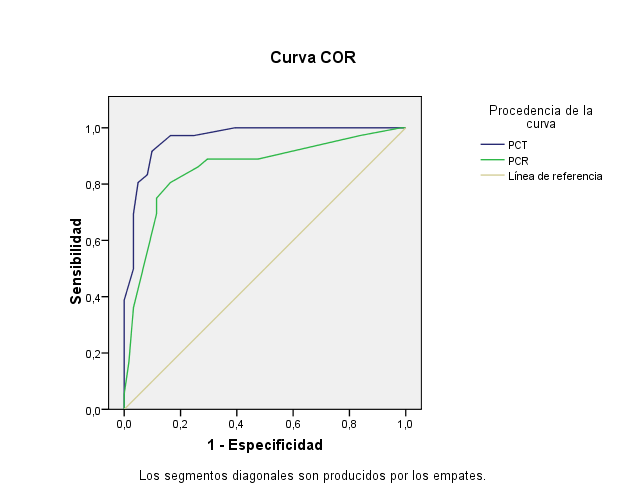 Curva COR
Procedencia de la
curva
PCT
PCR
Línea de referencia
Sensibilidad
1,0
0,8
0,6
0,4
0,2
0,0
0,0 0,2 0,4 0,6 0,8 1,0
1 - Especificidad
Los segmentos diagonales son producidos por los empates.